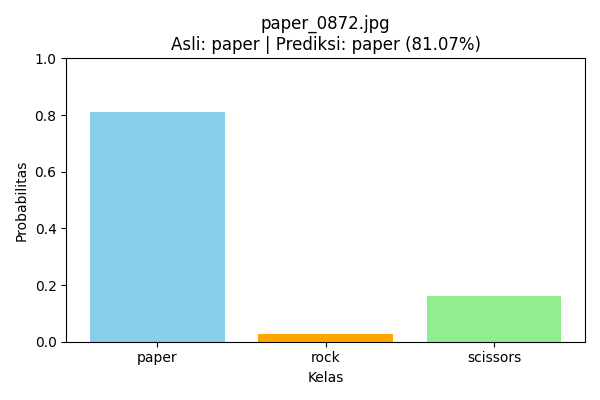 paper_0872.jpg
Asli: paper | Prediksi: paper (81.07%)
Probabilitas
1.0
0.8
0.6
0.4
0.2
0.0
paper rock scissors
Kelas